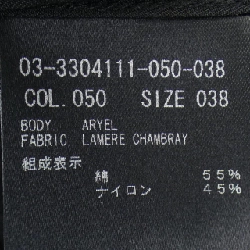 03-3304111-050-038
COL.050 SIZE 038
BODY ARYEL
FABRIC LAMERE CHAMBRAY
組成表示
綿 55%
ナイロン 45%